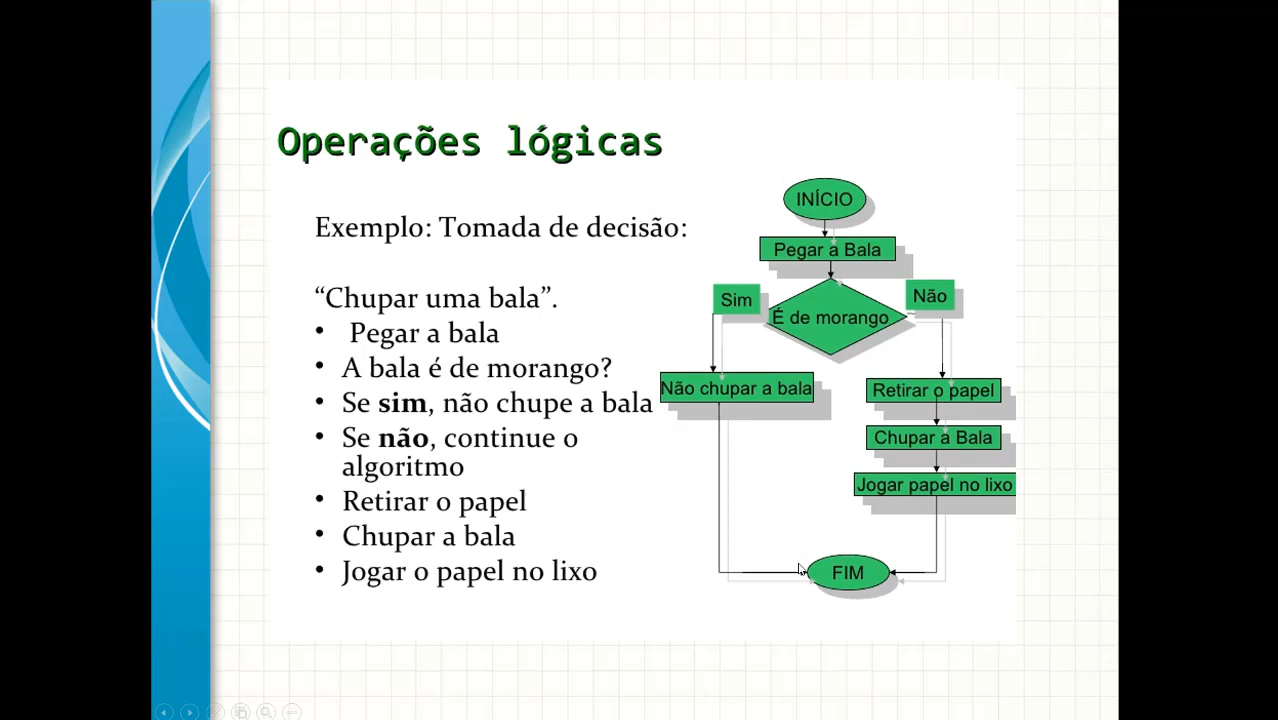 Operações lógicas
Exemplo: Tomada de decisão:
“Chupar uma bala”.
• Pegar a bala
• A bala é de morango?
• Se sim, não chupe a bala
• Se não, continue o
algoritmo
• Retirar o papel
• Chupar a bala
• Jogar o papel no lixo
INÍCIO
Pegar a Bala
É de morango
Sim
Não
Não chupar a bala
Retirar o papel
Chupar a Bala
Jogar papel no lixo
FIM